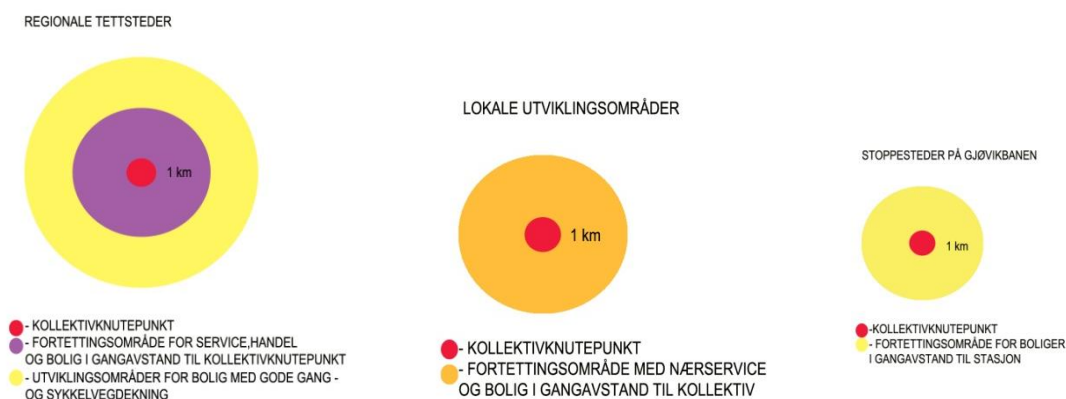 REGIONALE TETTSTEDER
1 km
- KOLLEKTIVKNUTEPUNKT
- FORTETTINGSOMRÅDE FOR SERVICE,HANDEL
OG BOLIG I GANGAVSTAND TIL KOLLEKTIVKNUTEPUNKT
- UTVIKLINGSOMRÅDER FOR BOLIG MED GODE GANG -
OG SYKKELVEGDEKNING
LOKALE UTVIKLINGSOMRÅDER
1 km
- KOLLEKTIVKNUTEPUNKT
- FORTETTINGSOMRÅDE MED NÆRSERVICE
OG BOLIG I GANGAVSTAND TIL KOLLEKTIV
STOPPESTEDER PÅ GJØVIKBANEN
1 km
-KOLLEKTIVKNUTEPUNKT
- FORTETTINGSOMRÅDE FOR BOLIGER
I GANGAVSTAND TIL STASJON